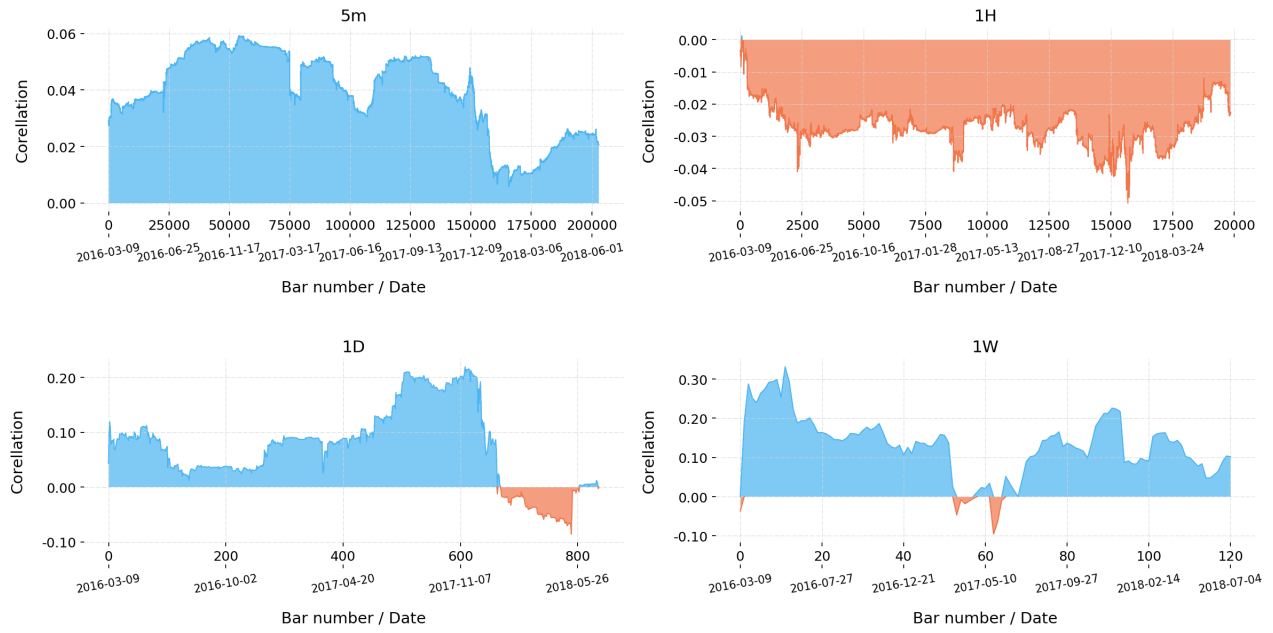 5m
0.06
0.04
0.02
0.00
Corellation
0 25000 50000 75000 100000 125000 150000 175000 200000
2016-03-09 2016-06-25 2016-11-17 2017-03-17 2017-06-16 2017-09-13 2017-12-09 2018-03-06 2018-06-01
Bar number / Date
1H
0.00
-0.01
-0.02
-0.03
-0.04
-0.05
Corellation
0 2500 5000 7500 10000 12500 15000 17500 20000
2016-03-09 2016-06-25 2016-10-16 2017-01-28 2017-05-13 2017-08-27 2017-12-10 2018-03-24
Bar number / Date
1D
0.20
0.10
0.00
-0.10
Corellation
0 200 400 600 800
2016-03-09 2016-10-02 2017-04-20 2017-11-07 2018-05-26
Bar number / Date
1W
0.30
0.20
0.10
0.00
-0.10
Corellation
0 20 40 60 80 100 120
2016-03-09 2016-07-27 2016-12-21 2017-05-10 2017-09-27 2018-02-14 2018-07-04
Bar number / Date